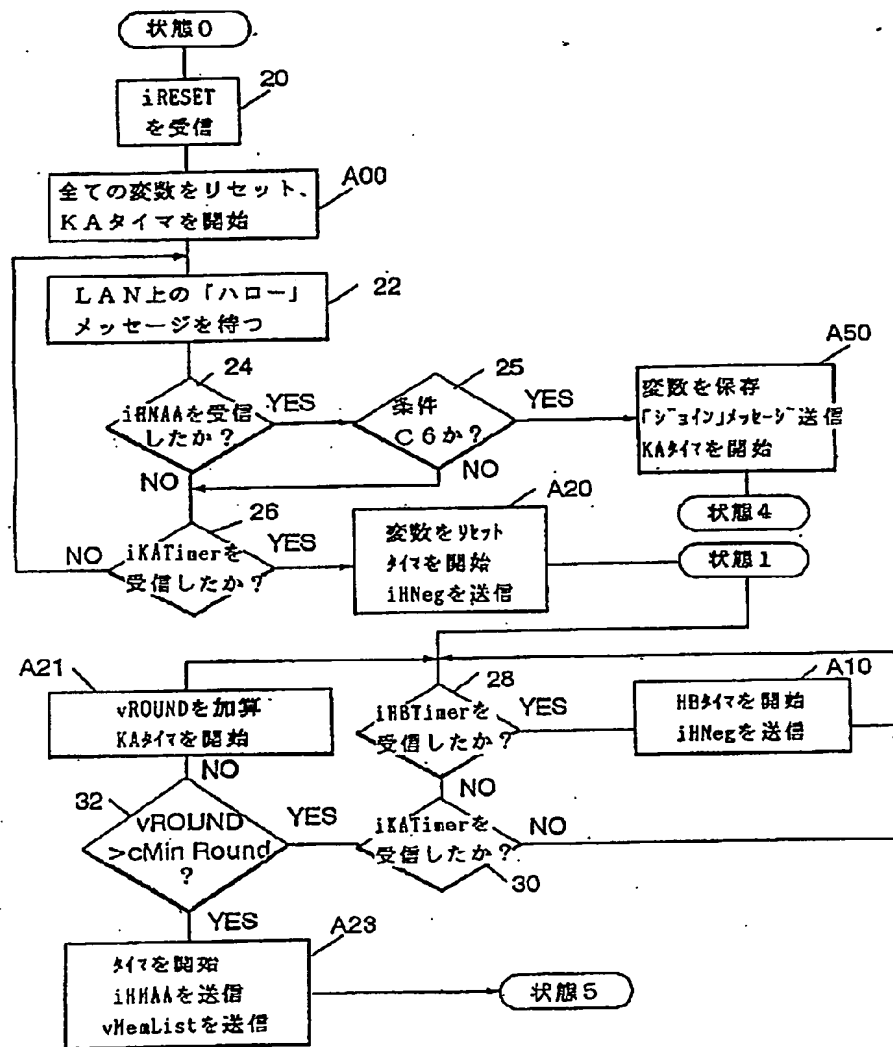 状態0
20
iRESET
を受信
A00
全ての変数をリセット、
KAタイマを開始
22
LAN上の「ハロー」
メッセージを待つ
24
iHMAAを受信
したか?
YES
NO
25
条件
C6か?
YES
NO
A50
変数を保存
「ジョイン」メッセージ送信
KAタイマを開始
状態4
26
iKATimerを
受信したか?
NO
YES
A20
変数をリセット
タイマを開始
iHNegを送信
状態1
A21
vROUNDを加算
KAタイマを開始
28
iHBTimerを
受信したか?
YES
NO
A10
HBタイマを開始
iHNegを送信
NO
32
vROUND
>cMin Round
?
YES
YES
iKATimerを
受信したか?
NO
30
A23
タイマを開始
iHMAAを送信
vMemListを送信
状態5